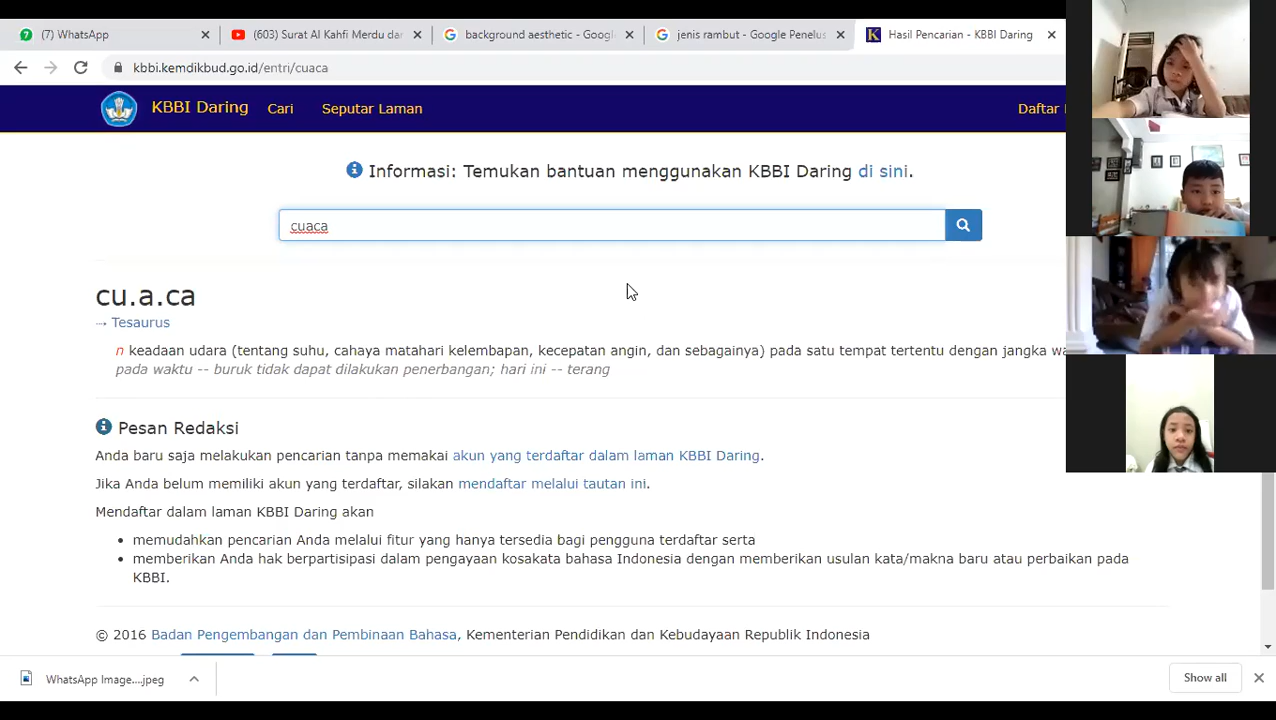 (7) WhatsApp
(603) Surat Al Kahfi Merdu dar
background aesthetic - Google
jenis rambut - Google Penelus
Hasil Pencarian - KBBI Daring
kbbi.kemdikbud.go.id/entri/cuaca
KBBI Daring Cari Seputar Laman Daftar
Informasi: Temukan bantuan menggunakan KBBI Daring di sini.
cuaca
cu.a.ca
→ Tesaurus
n keadaan udara (tentang suhu, cahaya matahari kelembapan, kecepatan angin, dan sebagainya) pada satu tempat tertentu dengan jangka wa
pada waktu -- buruk tidak dapat dilakukan penerbangan; hari ini -- terang
Pesan Redaksi
Anda baru saja melakukan pencarian tanpa memakai akun yang terdaftar dalam laman KBBI Daring.
Jika Anda belum memiliki akun yang terdaftar, silakan mendaftar melalui tautan ini.
Mendaftar dalam laman KBBI Daring akan
• memudahkan pencarian Anda melalui fitur yang hanya tersedia bagi pengguna terdaftar serta
• memberikan Anda hak berpartisipasi dalam pengayaan kosakata bahasa Indonesia dengan memberikan usulan kata/makna baru atau perbaikan pada
KBBI.
© 2016 Badan Pengembangan dan Pembinaan Bahasa, Kementerian Pendidikan dan Kebudayaan Republik Indonesia
WhatsApp Image....jpeg
Show all